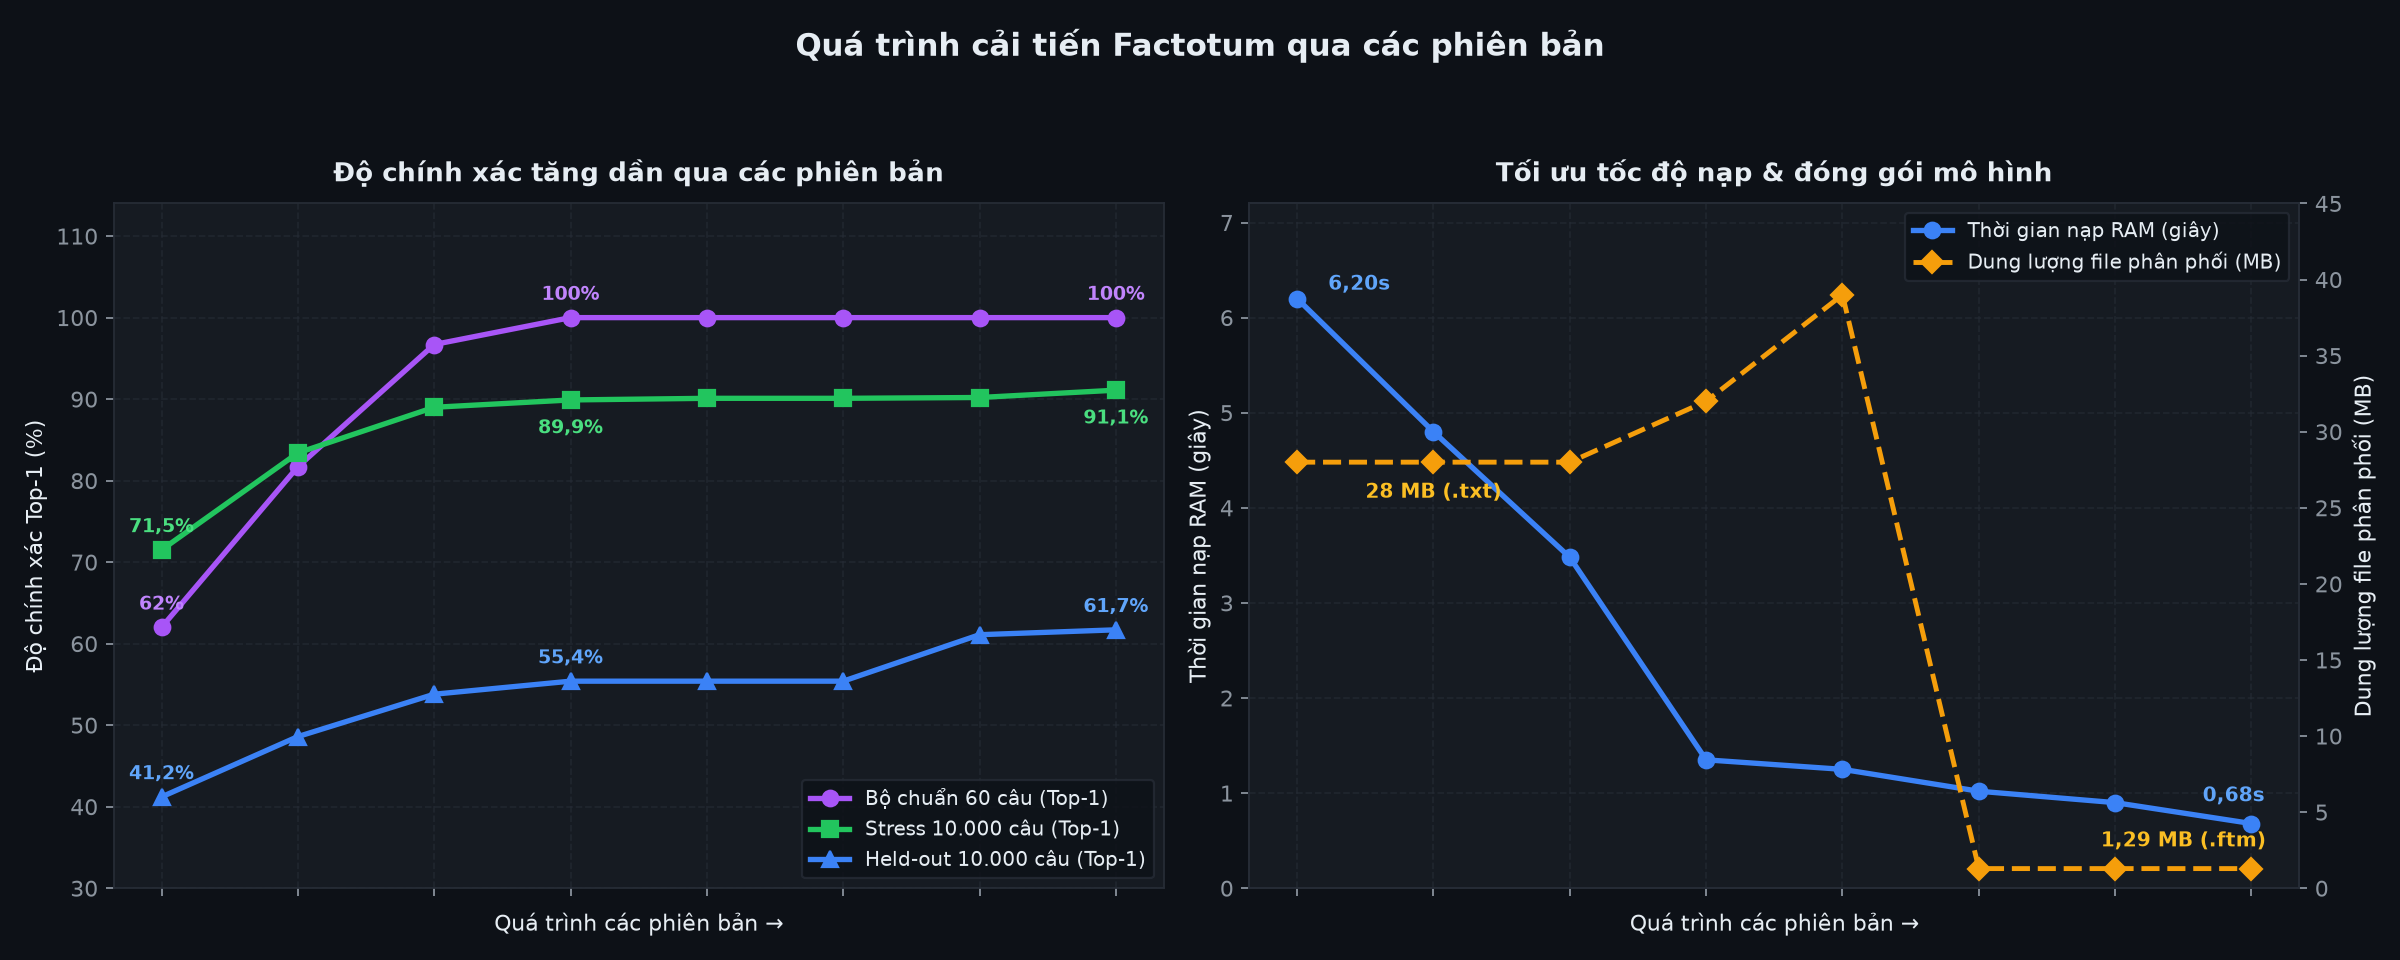 Quá trình cải tiến Factotum qua các phiên bản
Độ chính xác tăng dần qua các phiên bản
Độ chính xác Top-1 (%)
110
100
90
80
70
60
50
40
30
100%
100%
89,9%
91,1%
71,5%
62%
61,7%
55,4%
41,2%
Bộ chuẩn 60 câu (Top-1)
Stress 10.000 câu (Top-1)
Held-out 10.000 câu (Top-1)
Quá trình các phiên bản →
Tối ưu tốc độ nạp & đóng gói mô hình
Thời gian nạp RAM (giây)
7
6
5
4
3
2
1
0
Thời gian nạp RAM (giây)
Dung lượng file phân phối (MB)
6,20s
28 MB (.txt)
0,68s
1,29 MB (.ftm)
45
40
35
30
25
20
15
10
5
0
Dung lượng file phân phối (MB)
Quá trình các phiên bản →